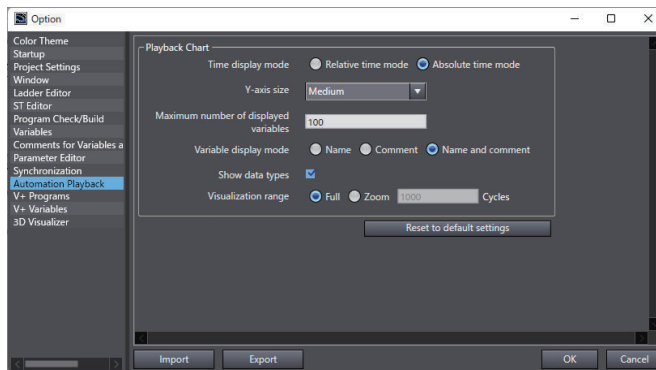 Option
Color Theme
Startup
Project Settings
Window
Ladder Editor
ST Editor
Program Check/Build
Variables
Comments for Variables a
Parameter Editor
Synchronization
Automation Playback
V+ Programs
V+ Variables
3D Visualizer
Playback Chart
Time display mode Relative time mode Absolute time mode
Y-axis size Medium
Maximum number of displayed
variables
100
Variable display mode Name Comment Name and comment
Show data types
Visualization range Full Zoom 1000 Cycles
Reset to default settings
Import Export OK Cancel